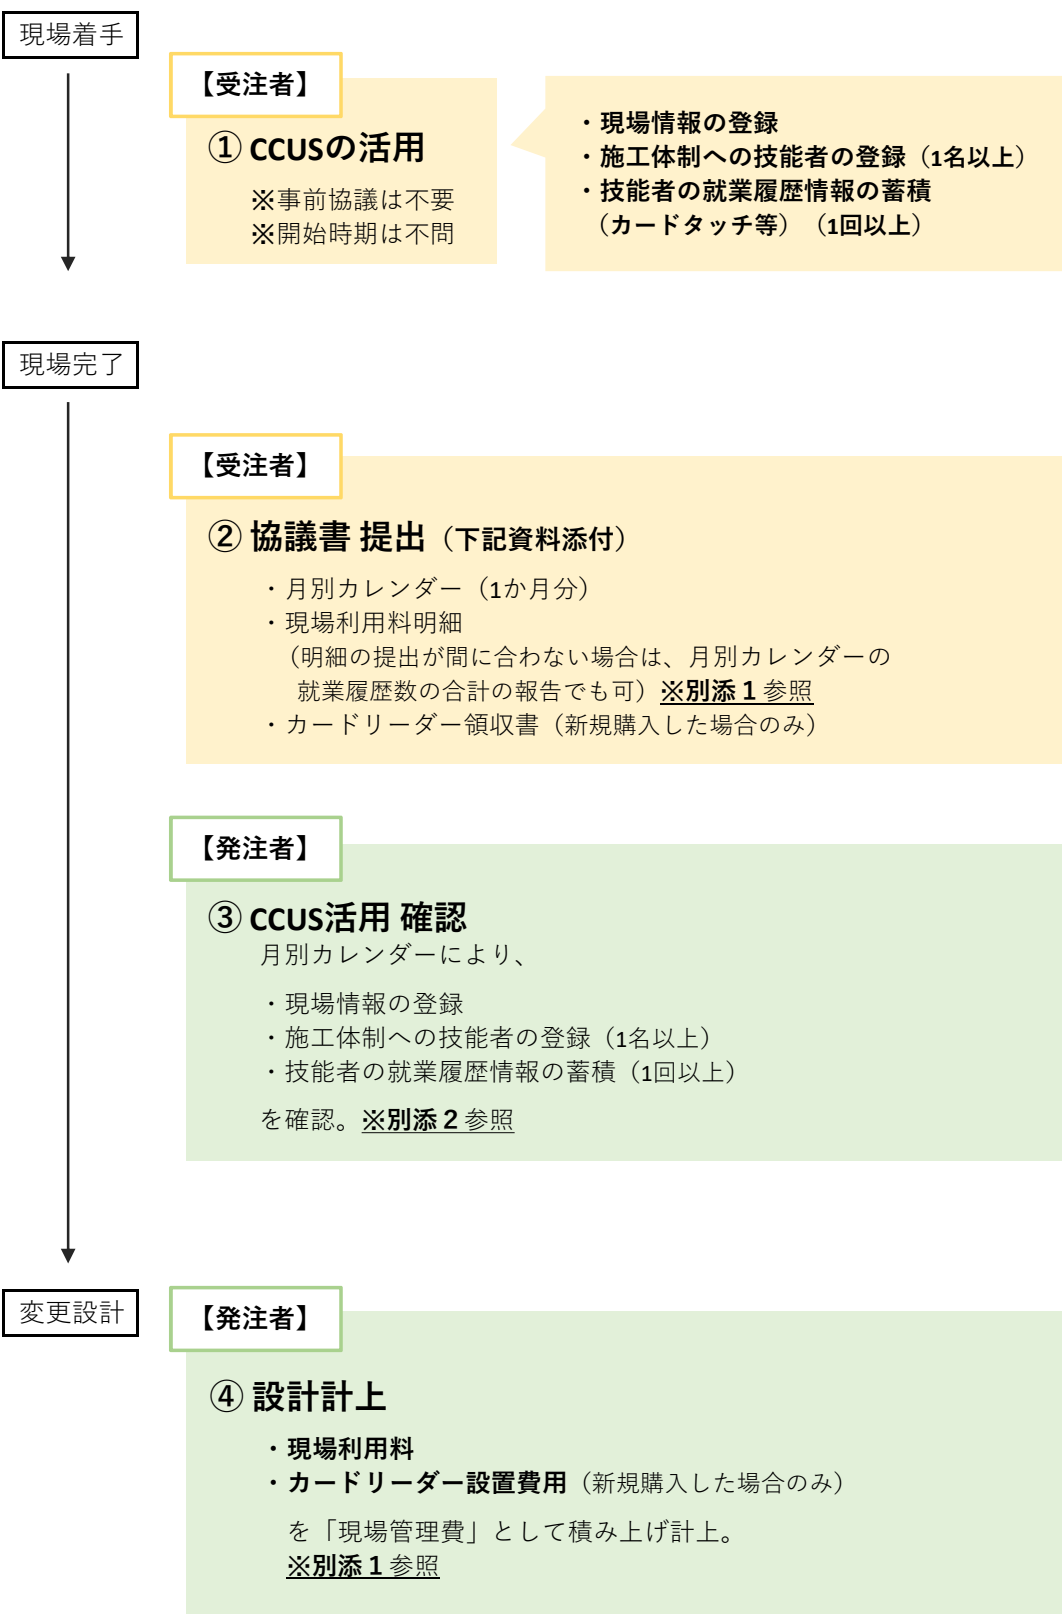 現場着手
【受注者】
① CCUSの活用
※事前協議は不要
※開始時期は不問
・現場情報の登録
・施工体制への技能者の登録（1名以上）
・技能者の就業履歴情報の蓄積
（カードタッチ等）（1回以上）
現場完了
【受注者】
② 協議書 提出（下記資料添付）
・月別カレンダー（1か月分）
・現場利用料明細
（明細の提出が間に合わない場合は、月別カレンダーの
就業履歴数の合計の報告でも可）※別添１参照
・カードリーダー領収書（新規購入した場合のみ）
【発注者】
③ CCUS活用 確認
月別カレンダーにより、
・現場情報の登録
・施工体制への技能者の登録（1名以上）
・技能者の就業履歴情報の蓄積（1回以上）
を確認。※別添２参照
変更設計
【発注者】
④ 設計計上
・現場利用料
・カードリーダー設置費用（新規購入した場合のみ）
を「現場管理費」として積み上げ計上。
※別添１参照